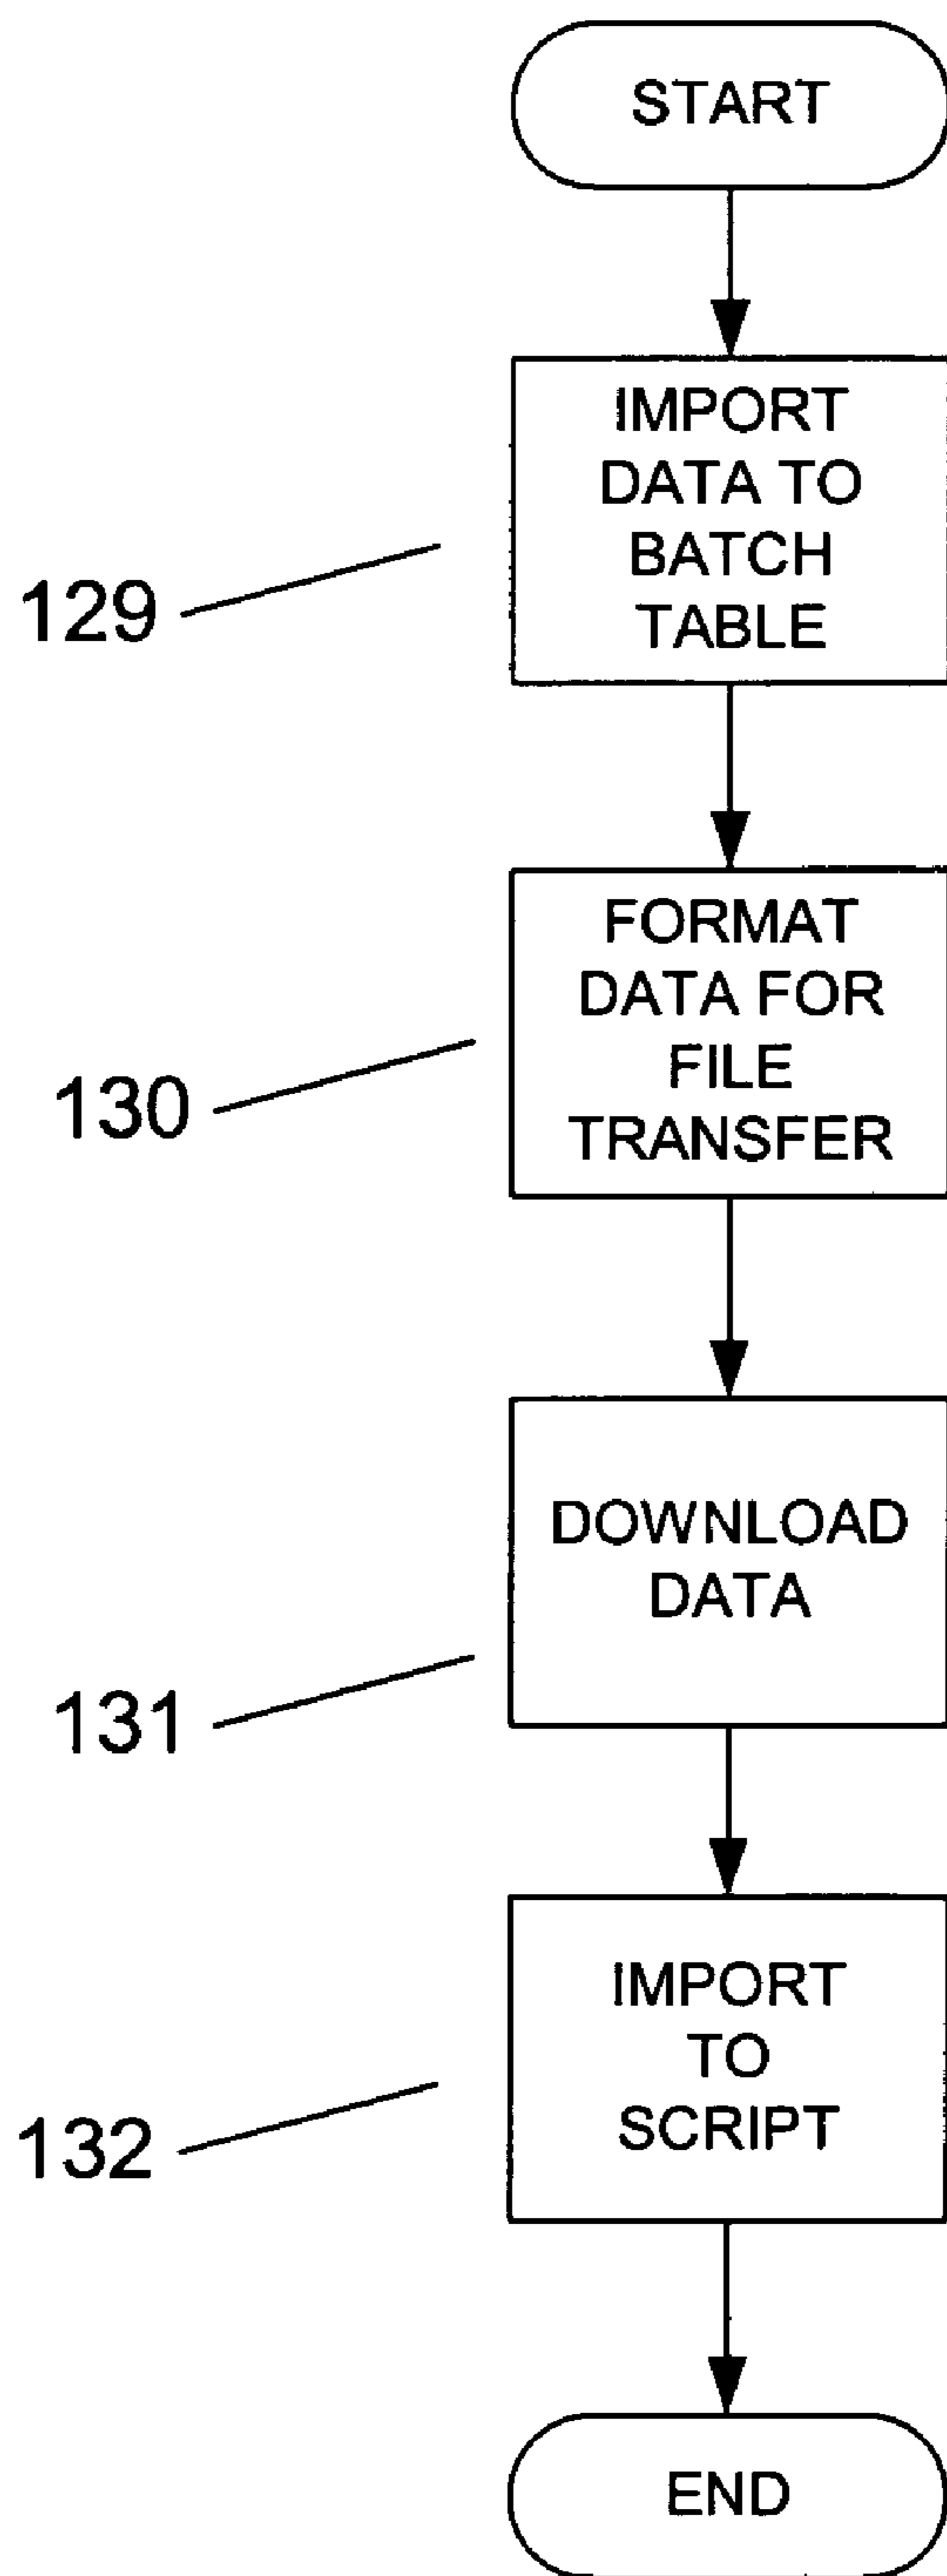 START
IMPORT
DATA TO
BATCH
TABLE
129
FORMAT
DATA FOR
FILE
TRANSFER
130
DOWNLOAD
DATA
131
IMPORT
TO
SCRIPT
132
END